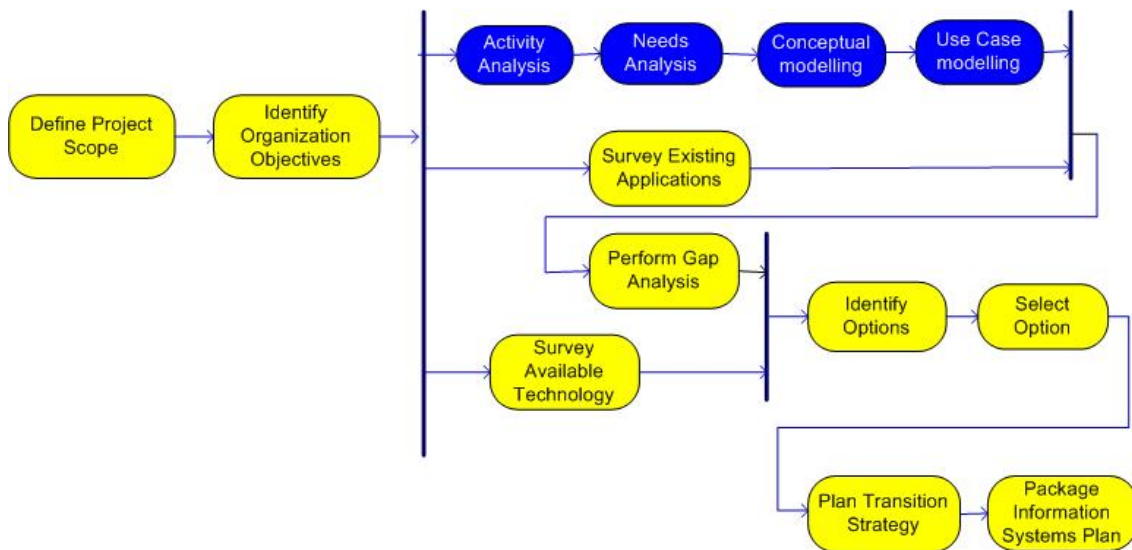 Activity
Analysis
Needs
Analysis
Conceptual
modelling
Use Case
modelling
Define Project
Scope
Identify
Organization
Objectives
Survey Existing
Applications
Perform Gap
Analysis
Identify
Options
Select
Option
Survey
Available
Technology
Plan Transition
Strategy
Package
Information
Systems Plan